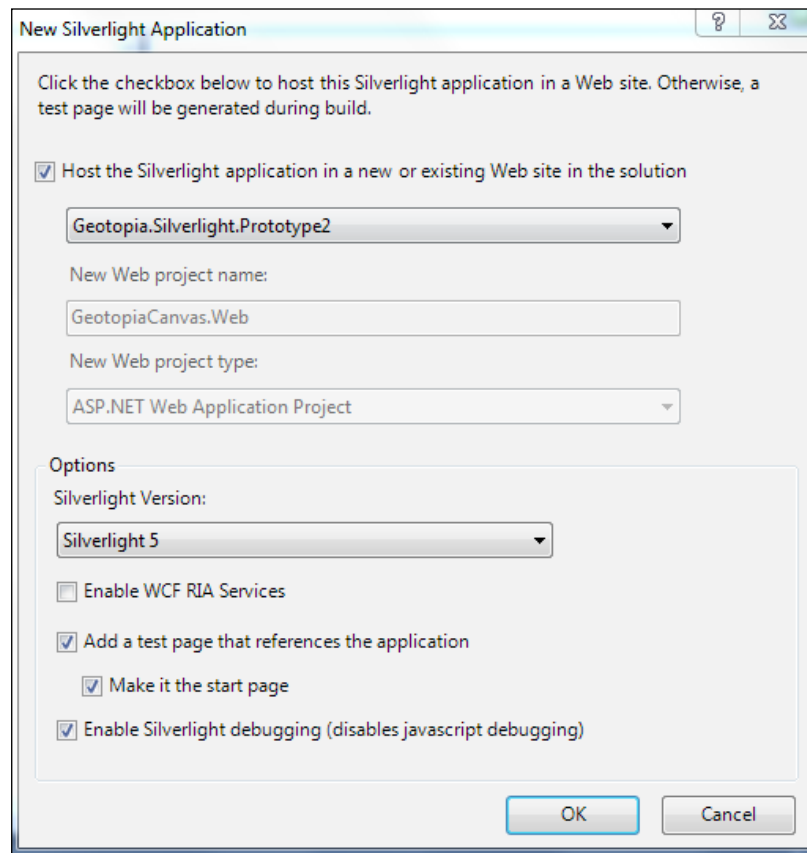 New Silverlight Application
Click the checkbox below to host this Silverlight application in a Web site. Otherwise, a
test page will be generated during build.
Host the Silverlight application in a new or existing Web site in the solution
Geotopia.Silverlight.Prototype2
New Web project name:
GeotopiaCanvas.Web
New Web project type:
ASP.NET Web Application Project
Options
Silverlight Version:
Silverlight 5
Enable WCF RIA Services
Add a test page that references the application
Make it the start page
Enable Silverlight debugging (disables javascript debugging)
OK
Cancel